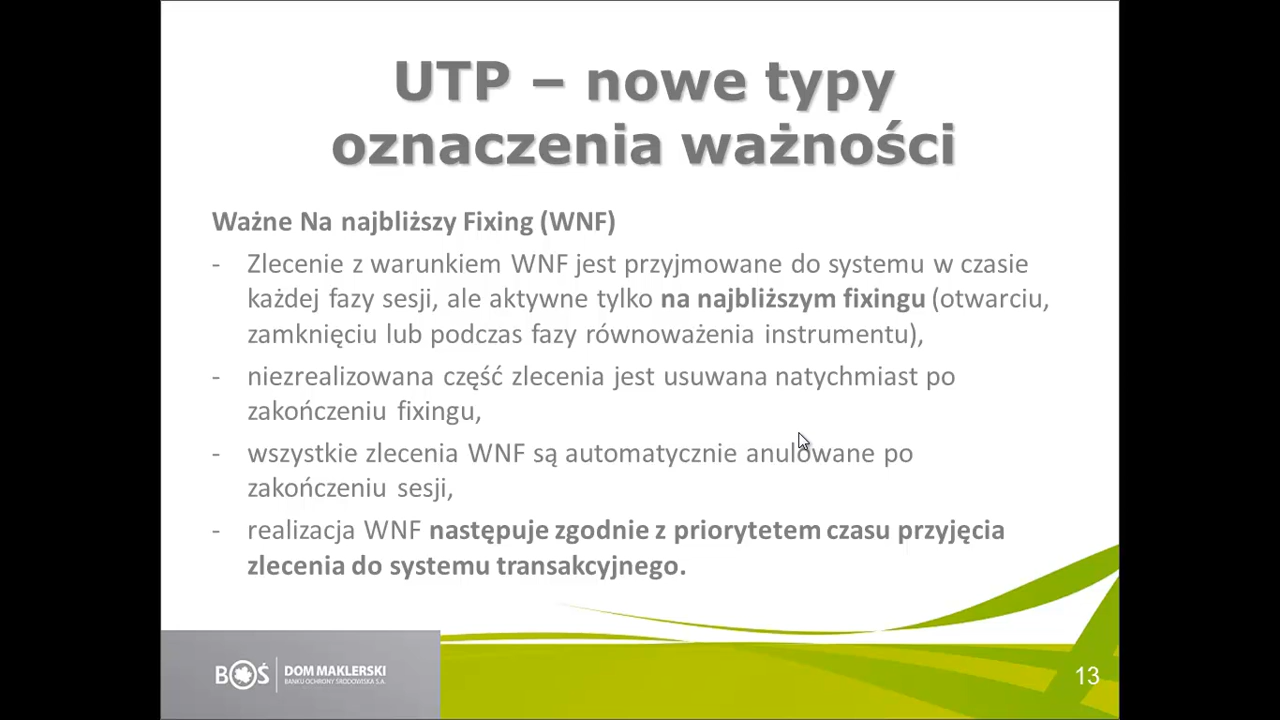 UTP – nowe typy
oznaczenia ważności
Ważne Na najbliższy Fixing (WNF)
- Zlecenie z warunkiem WNF jest przyjmowane do systemu w czasie
każdej fazy sesji, ale aktywne tylko na najbliższym fixingu (otwarciu,
zamknięciu lub podczas fazy równoważenia instrumentu),
- niezrealizowana część zlecenia jest usuwana natychmiast po
zakończeniu fixingu,
- wszystkie zlecenia WNF są automatycznie anulowane po
zakończeniu sesji,
- realizacja WNF następuje zgodnie z priorytetem czasu przyjęcia
zlecenia do systemu transakcyjnego.
BOŚ DOM MAKLERSKI
BANKU OCHRONY ŚRODOWISKA S.A.
13